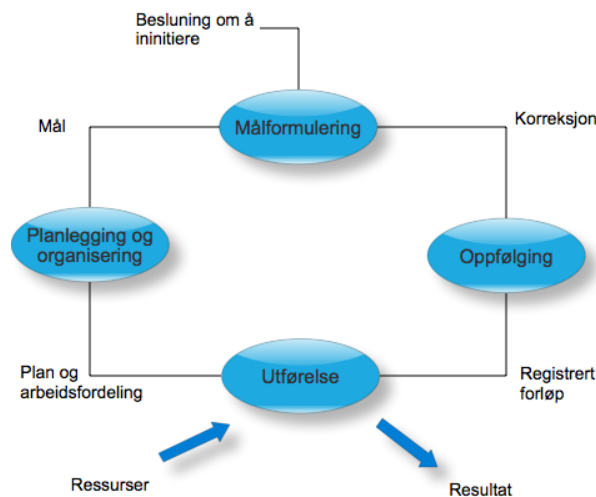 Besluning om å
ininitiere
Målformulering
Mål
Korreksjon
Planlegging og
organisering
Oppfølging
Plan og
arbeidsfordeling
Utførelse
Registrert
forløp
Ressurser
Resultat